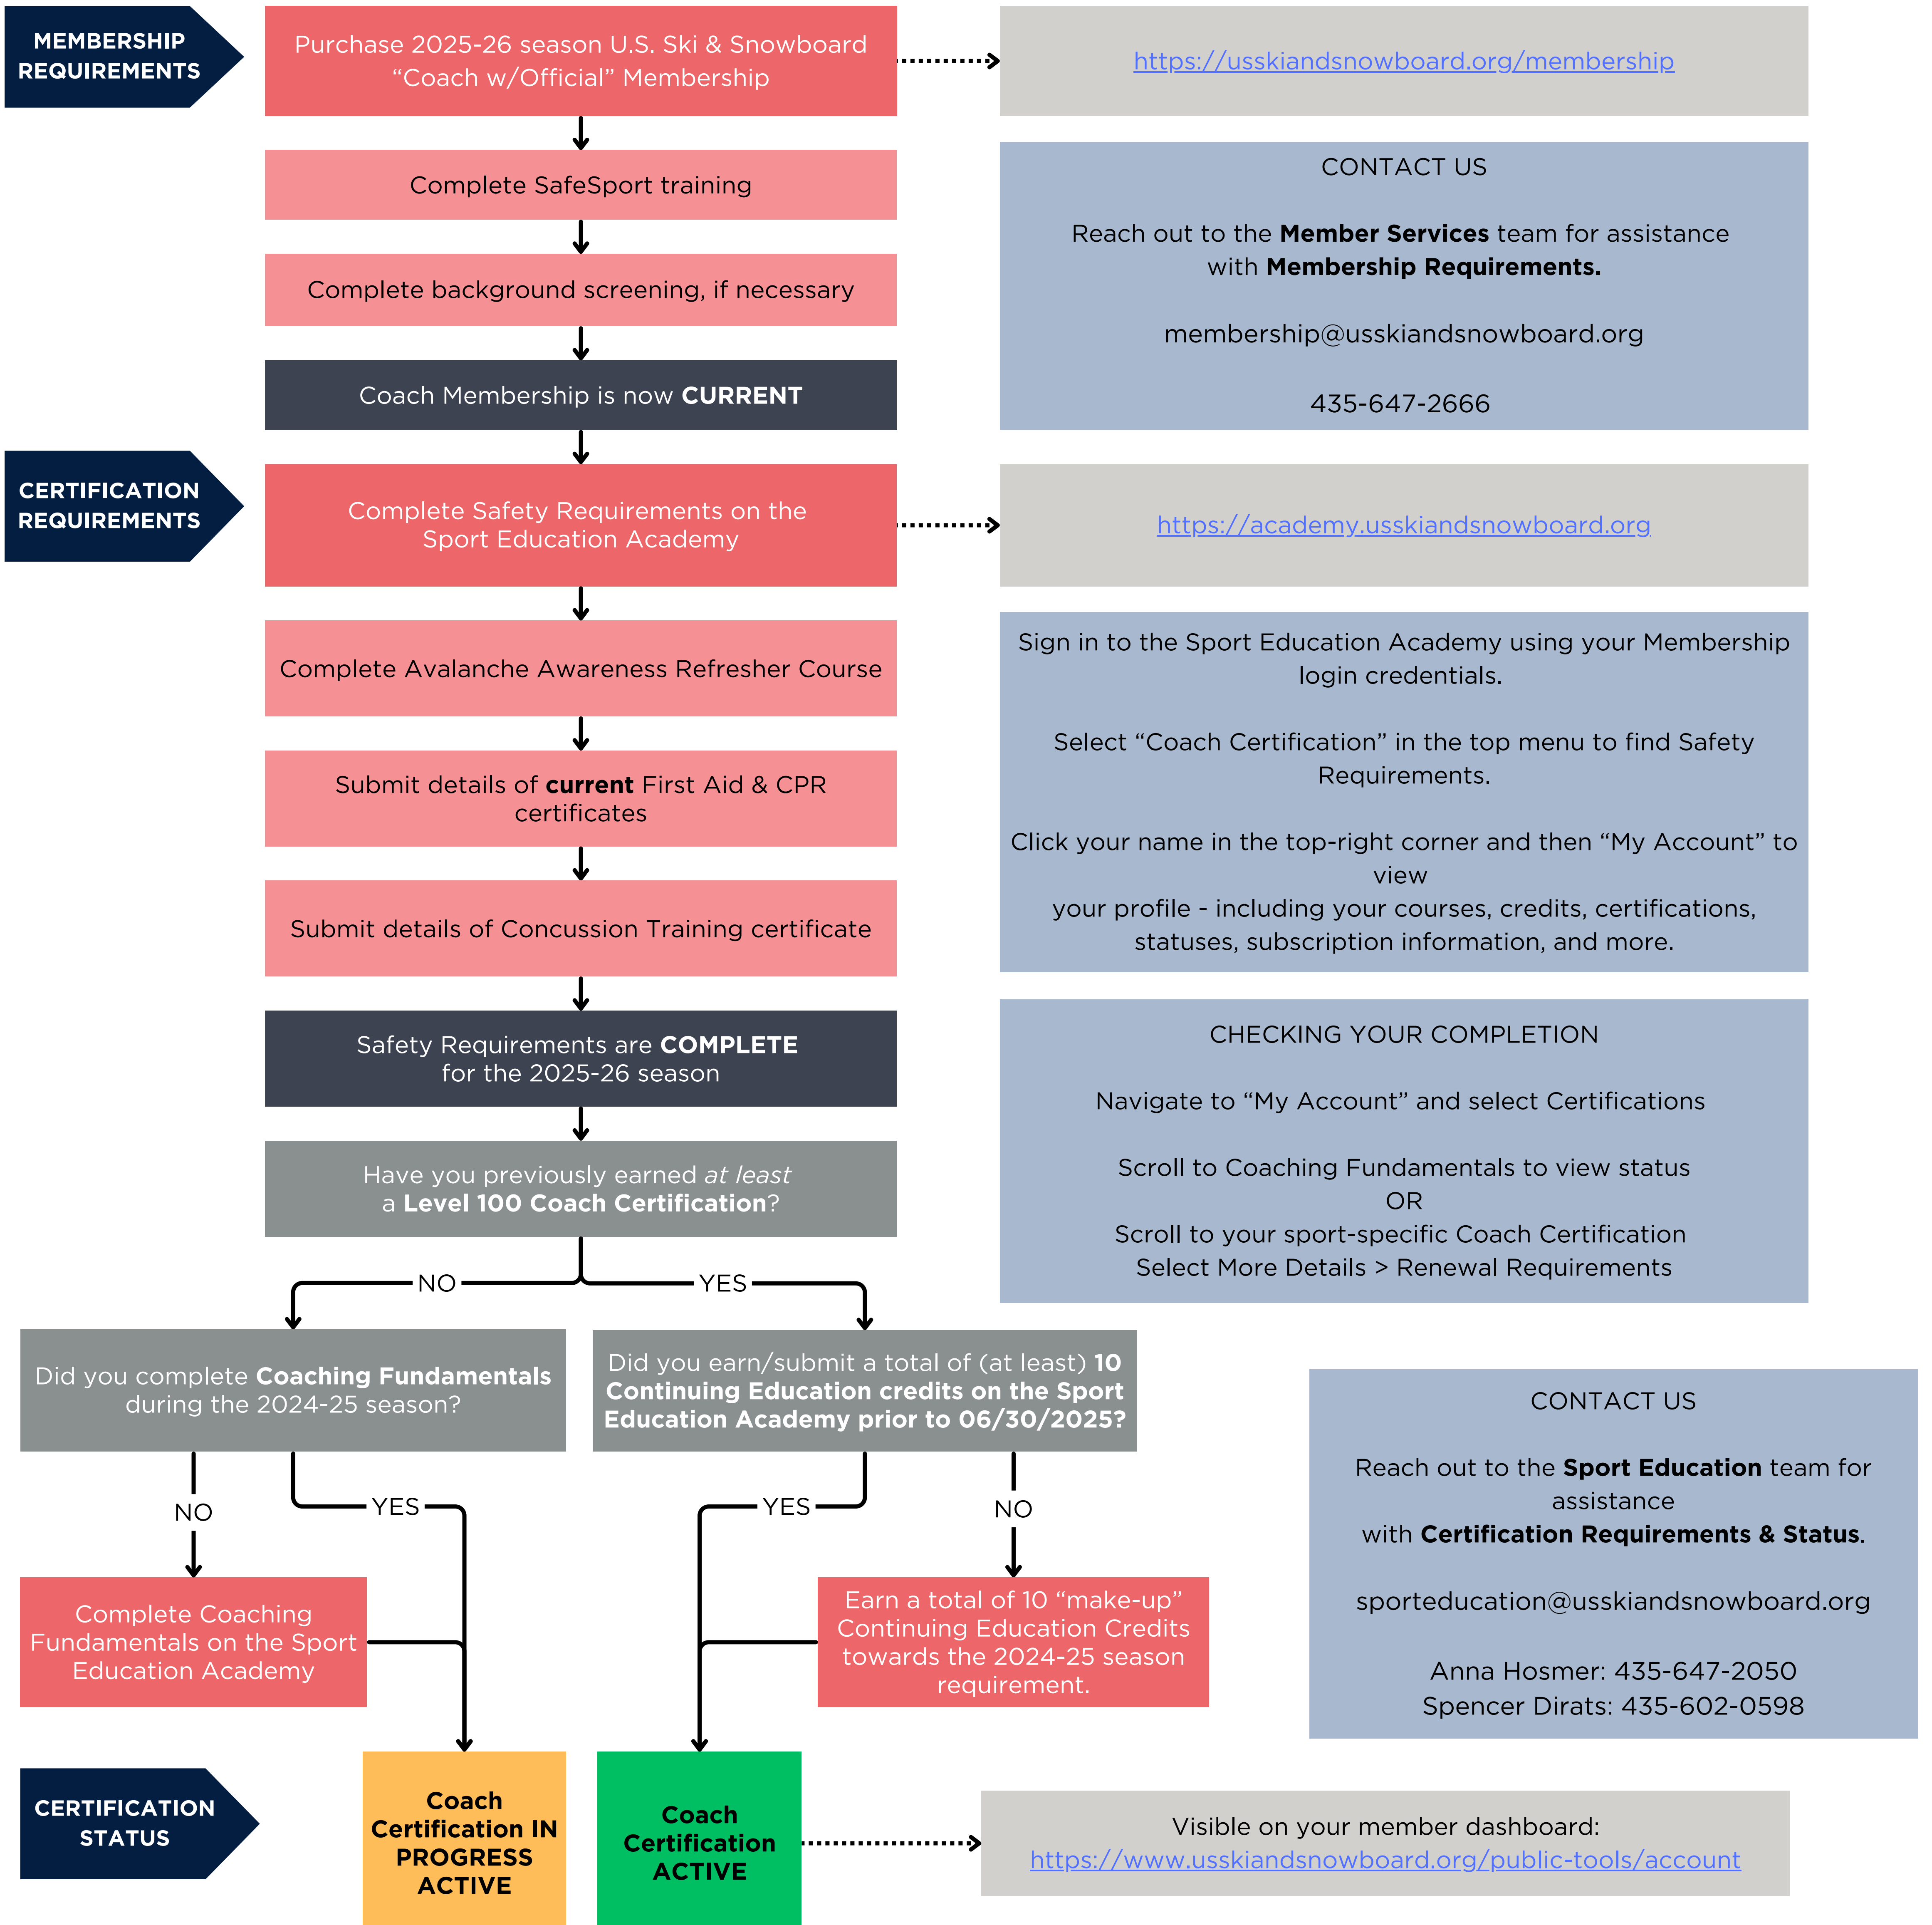 MEMBERSHIP
REQUIREMENTS
Purchase 2025-26 season U.S. Ski & Snowboard
“Coach w/Official” Membership
https://usskiandsnowboard.org/membership
Complete SafeSport training
Complete background screening, if necessary
Coach Membership is now CURRENT
CONTACT US
Reach out to the Member Services team for assistance
with Membership Requirements.
membership@usskiandsnowboard.org
435-647-2666
CERTIFICATION
REQUIREMENTS
Complete Safety Requirements on the
Sport Education Academy
https://academy.usskiandsnowboard.org
Complete Avalanche Awareness Refresher Course
Submit details of current First Aid & CPR
certificates
Submit details of Concussion Training certificate
Safety Requirements are COMPLETE
for the 2025-26 season
Sign in to the Sport Education Academy using your Membership
login credentials.
Select “Coach Certification” in the top menu to find Safety
Requirements.
Click your name in the top-right corner and then “My Account” to
view
your profile - including your courses, credits, certifications,
statuses, subscription information, and more.
CHECKING YOUR COMPLETION
Navigate to “My Account” and select Certifications
Scroll to Coaching Fundamentals to view status
OR
Scroll to your sport-specific Coach Certification
Select More Details > Renewal Requirements
Have you previously earned at least
a Level 100 Coach Certification?
NO
YES
Did you complete Coaching Fundamentals
during the 2024-25 season?
Did you earn/submit a total of (at least) 10
Continuing Education credits on the Sport
Education Academy prior to 06/30/2025?
NO
YES
YES
NO
Complete Coaching
Fundamentals on the Sport
Education Academy
Earn a total of 10 “make-up”
Continuing Education Credits
towards the 2024-25 season
requirement.
CONTACT US
Reach out to the Sport Education team for
assistance
with Certification Requirements & Status.
sporteducation@usskiandsnowboard.org
Anna Hosmer: 435-647-2050
Spencer Dirats: 435-602-0598
CERTIFICATION
STATUS
Coach
Certification IN
PROGRESS
ACTIVE
Coach
Certification
ACTIVE
Visible on your member dashboard:
https://www.usskiandsnowboard.org/public-tools/account